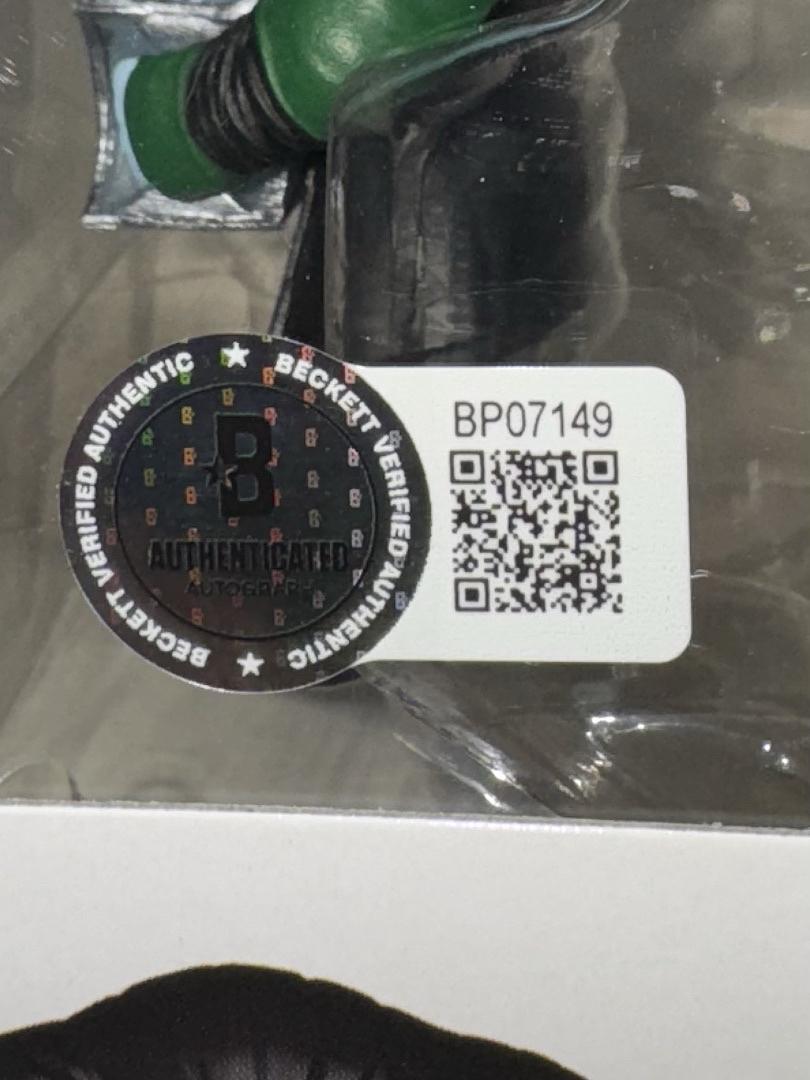 BECKETT VERIFIED AUTHENTIC ★ BECKETT VERIFIED AUTHENTIC ★
B
AUTHENTICATED
AUTOGRAPH
BP07149